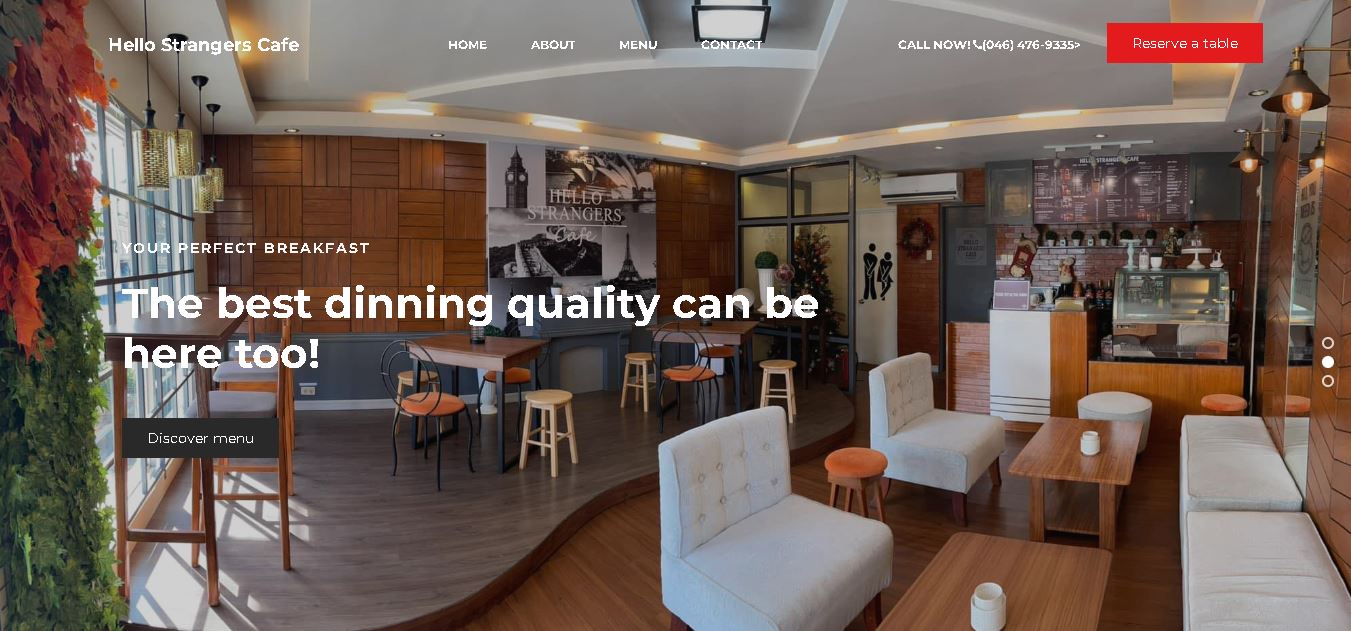 Hello Strangers Cafe
HOME
ABOUT
MENU
CONTACT
CALL NOW! (046) 476-9335>
Reserve a table
HELLO STRANGERS CAFE
HELLO
STRANGERS
Cafe
YOUR PERFECT BREAKFAST
The best dinning quality can be
here too!
Discover menu